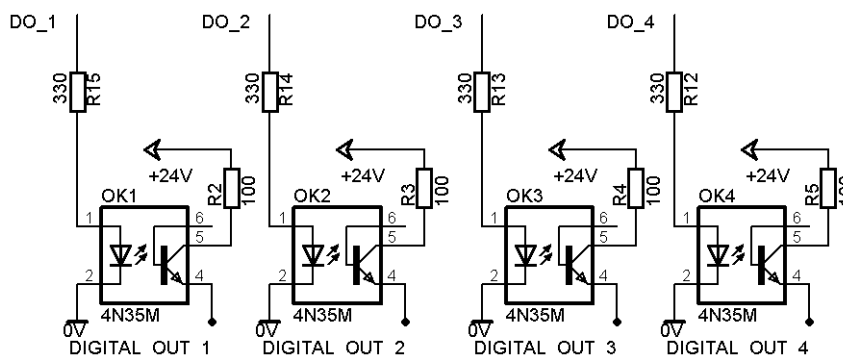 DO_1 DO_2 DO_3 DO_4
330 R15 330 R14 330 R13 330 R12
+24V R2 100 +24V R3 100 +24V R4 100 +24V R5 100
OK1 OK2 OK3 OK4
1 6 1 6 1 6 1 6
5 5 5 5
2 4 2 4 2 4 2 4
0V 4N35M 0V 4N35M 0V 4N35M 0V 4N35M
DIGITAL OUT 1 DIGITAL OUT 2 DIGITAL OUT 3 DIGITAL OUT 4